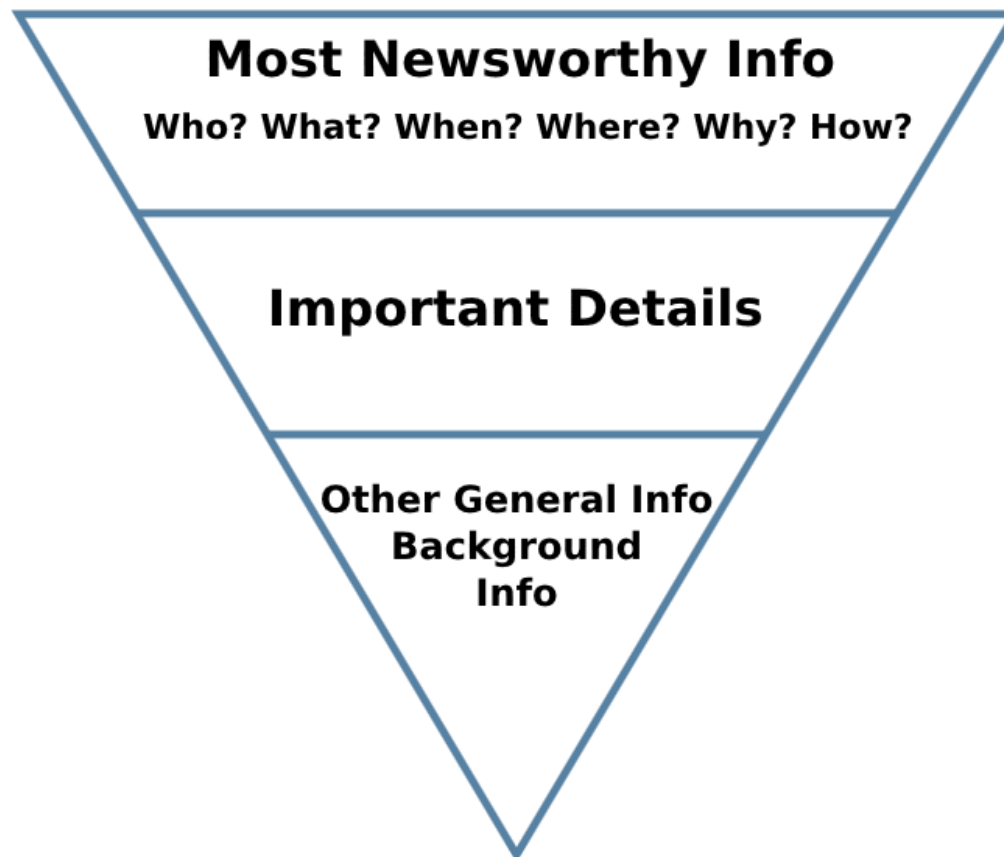 Most Newsworthy Info
Who? What? When? Where? Why? How?
Important Details
Other General Info
Background
Info